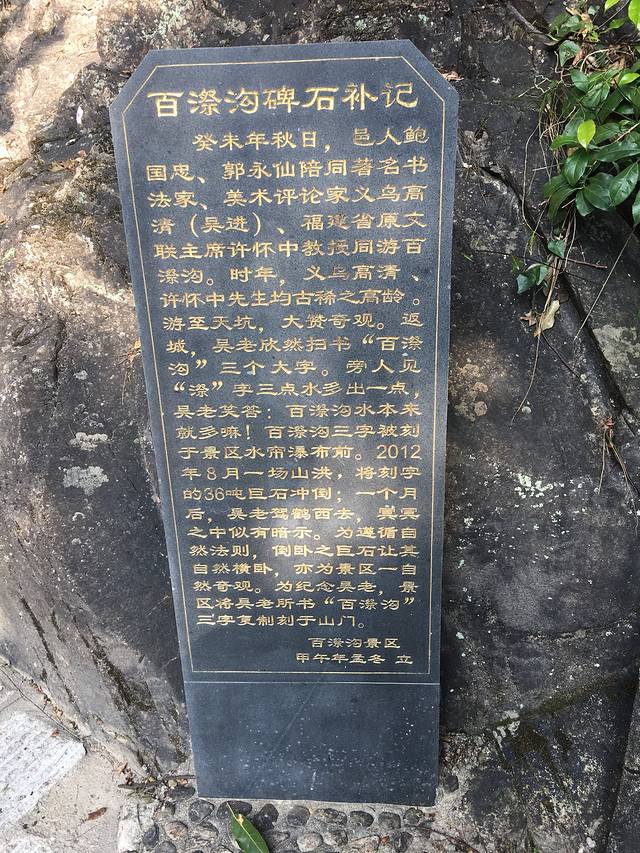 百漈沟碑石补记
癸未年秋日，邑人鲍
国忠、郭永仙陪同著名书
法家、美术评论家义乌高
清（吴进）、福建省原文
联主席许怀中教授同游百
漈沟。时年，义乌高清、
许怀中先生均古稀之高龄。
游至天坑，大赞奇观。返
城，吴老欣然扫书“百漈
沟”三个大字。旁人见
“漈”字三点水多出一点，
吴老笑答：百漈沟水本来
就多嘛！百漈沟三字被刻
于景区水帘瀑布前。2012
年8月一场山洪，将刻字
的36吨巨石冲倒；一个月
后，吴老驾鹤西去，冥冥
之中似有暗示。为遵循自
然法则，倒卧之巨石让其
自然横卧，亦为景区一自
然奇观。为纪念吴老，景
区将吴老所书“百漈沟”
三字复制刻于山门。
百漈沟景区
甲午年孟冬 立